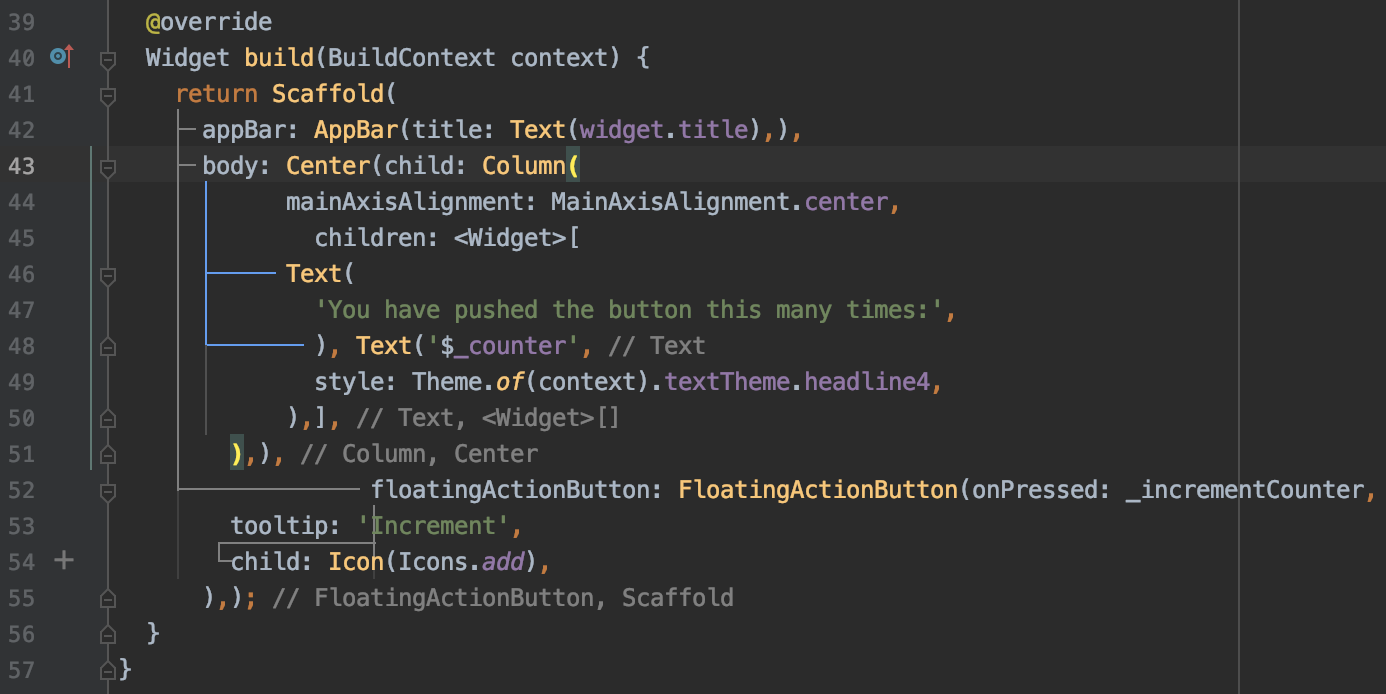 39 @override
40 Widget build(BuildContext context) {
41 return Scaffold(
42 appBar: AppBar(title: Text(widget.title),),
43 body: Center(child: Column(
44 mainAxisAlignment: MainAxisAlignment.center,
45 children: <Widget>[
46 Text(
47 'You have pushed the button this many times:',
48 ), Text('$_counter', // Text
49 style: Theme.of(context).textTheme.headline4,
50 ),], // Text, <Widget>[]
51 ),), // Column, Center
52 floatingActionButton: FloatingActionButton(onPressed: _incrementCounter,
53 tooltip: 'Increment',
54 child: Icon(Icons.add),
55 ),); // FloatingActionButton, Scaffold
56 }
57 }